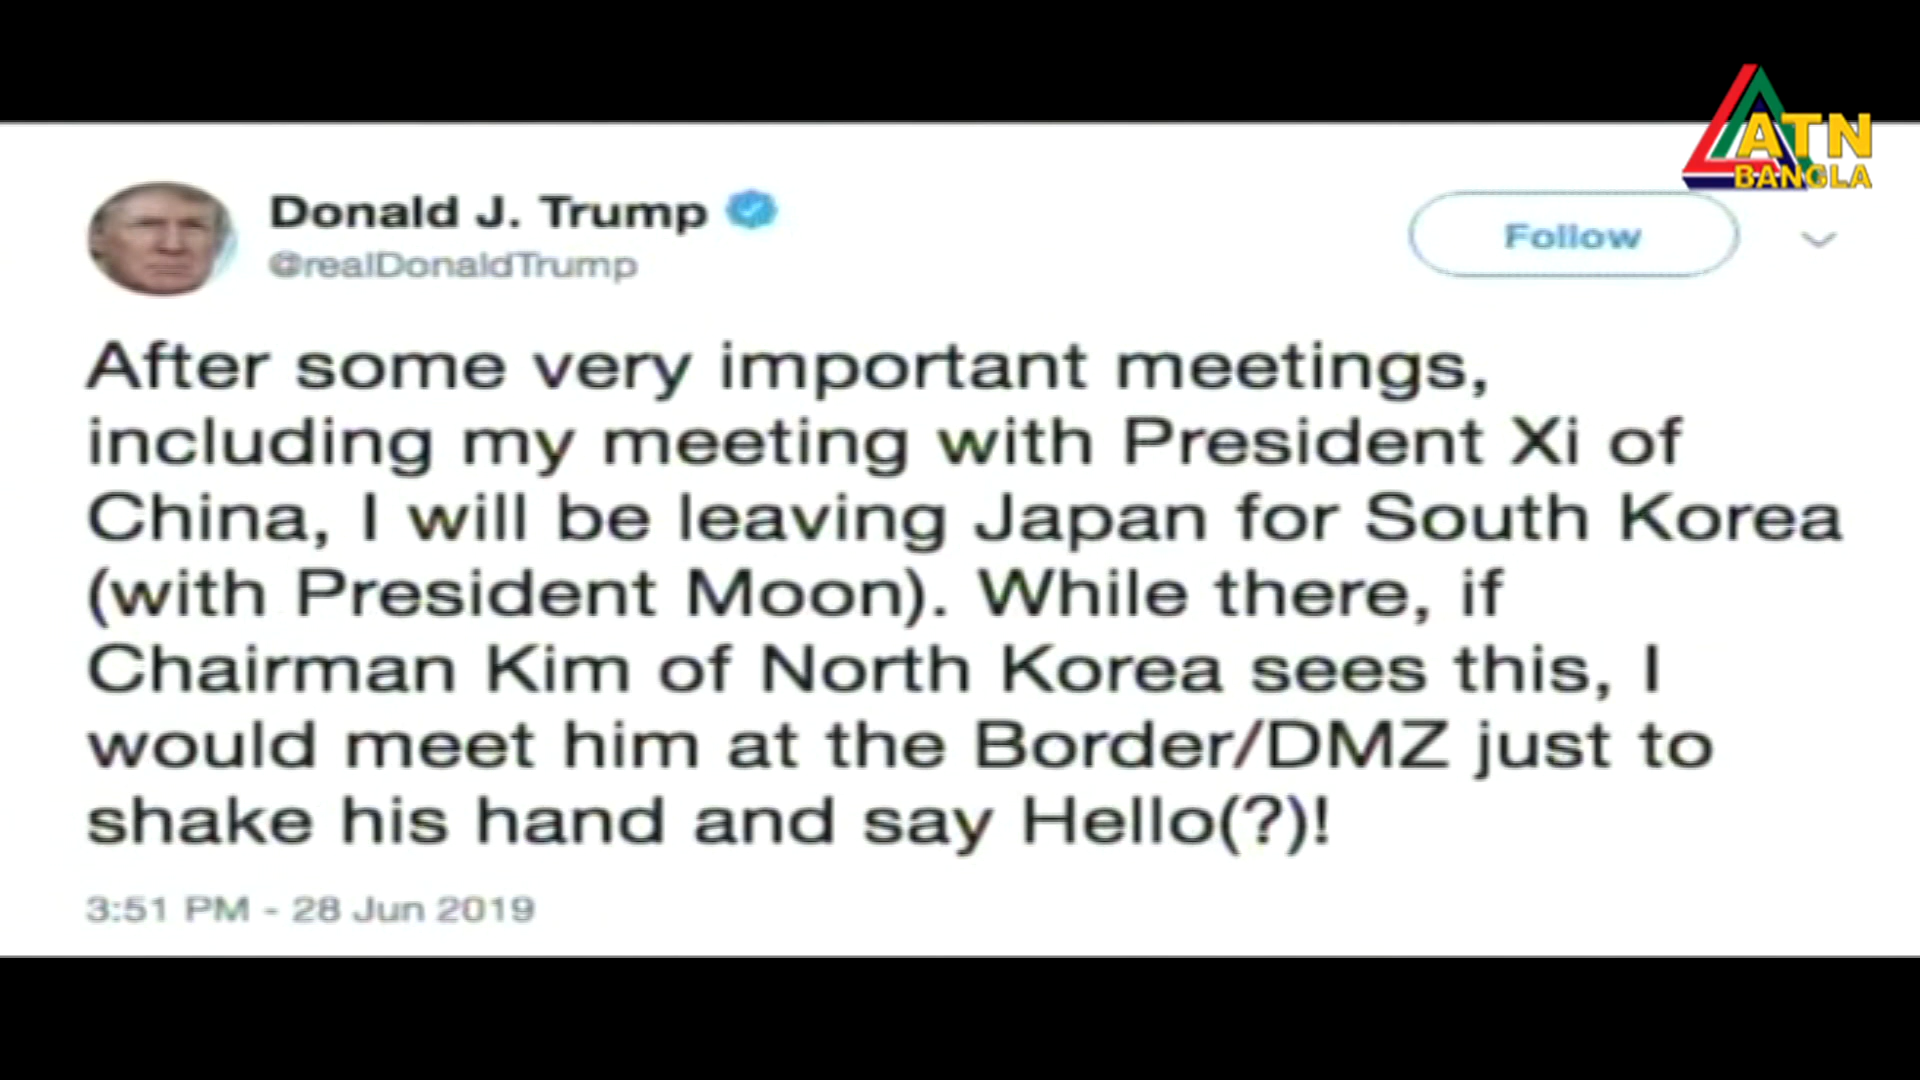 ATN
BANGLA
Donald J. Trump
@realDonaldTrump
Follow
After some very important meetings,
including my meeting with President Xi of
China, I will be leaving Japan for South Korea
(with President Moon). While there, if
Chairman Kim of North Korea sees this, I
would meet him at the Border/DMZ just to
shake his hand and say Hello(?)!
3:51 PM - 28 Jun 2019